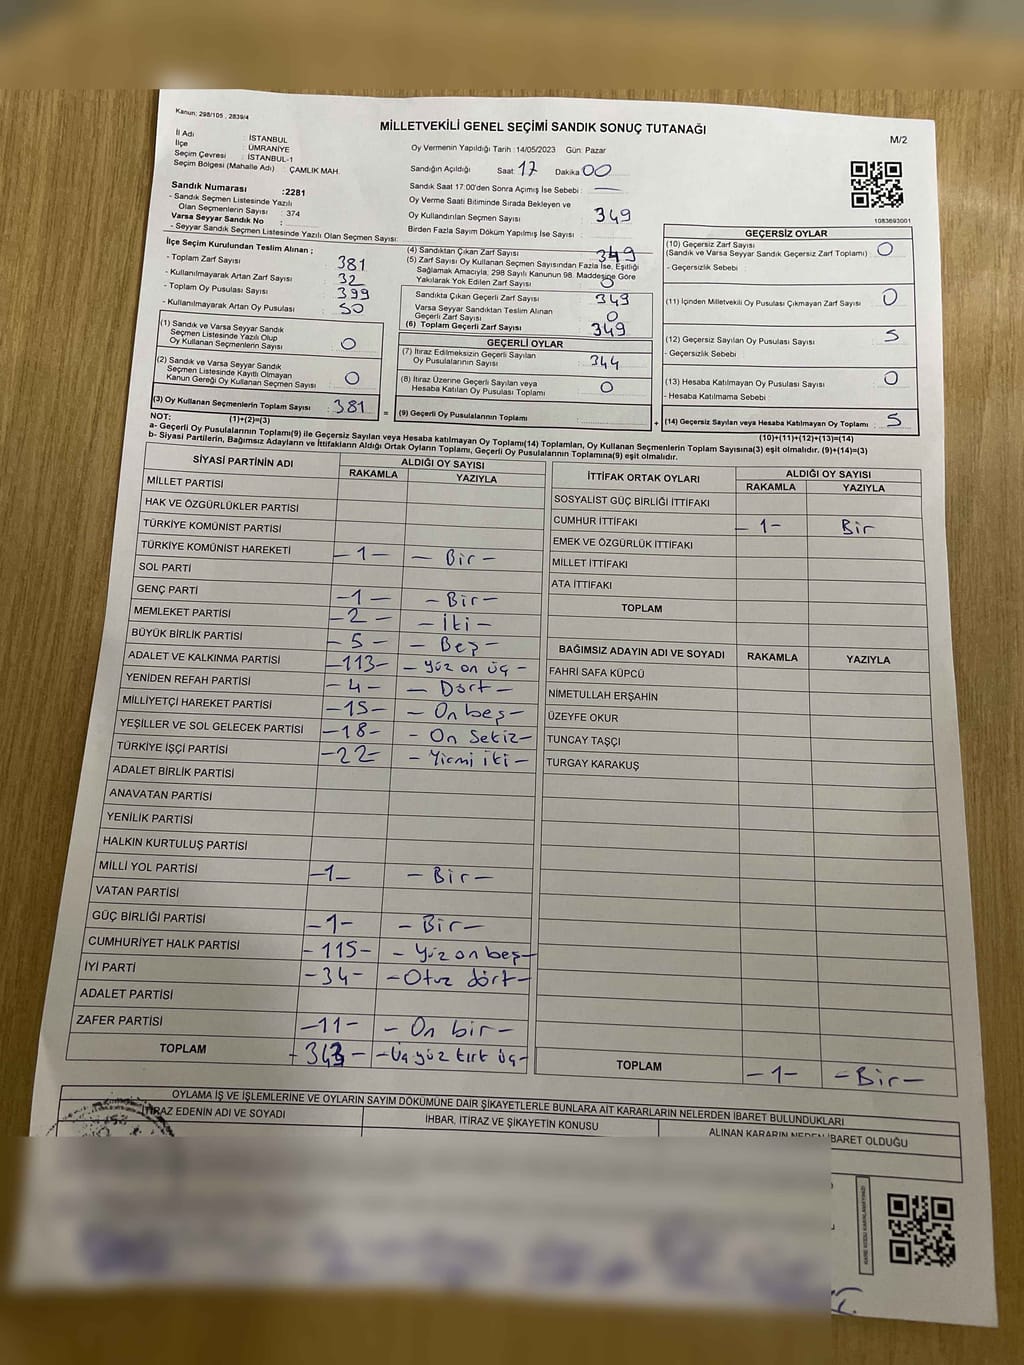 Kanun: 298/105 , 2839/4
MİLLETVEKİLİ GENEL SEÇİMİ SANDIK SONUÇ TUTANAĞI
M/2
İl Adı : İSTANBUL
İlçe : ÜMRANİYE
Seçim Çevresi : İSTANBUL-1
Seçim Bölgesi (Mahalle Adı) : ÇAMLIK MAH.
Sandık Numarası :2281
- Sandık Seçmen Listesinde Yazılı
Olan Seçmenlerin Sayısı : 374
Varsa Seyyar Sandık No :
- Seyyar Sandık Seçmen Listesinde Yazılı Olan Seçmen Sayısı:
Oy Vermenin Yapıldığı Tarih :14/05/2023 Gün: Pazar
Sandığın Açıldığı Saat: 17 Dakika 00
Sandık Saat 17.00'den Sonra Açımış İse Sebebi : —
Oy Verme Saati Bitiminde Sırada Bekleyen ve
Oy Kullandırılan Seçmen Sayısı : 349
Birden Fazla Sayım Döküm Yapılmış İse Sayısı :
1083693001
İlçe Seçim Kurulundan Teslim Alınan ;
- Toplam Zarf Sayısı : 381
- Kullanılmayarak Artan Zarf Sayısı : 32
- Toplam Oy Pusulası Sayısı : 399
- Kullanılmayarak Artan Oy Pusulası : 50
(1) Sandık ve Varsa Seyyar Sandık
Seçmen Listesinde Yazılı Olup
Oy Kullanan Seçmenlerin Sayısı : 0
(2) Sandık ve Varsa Seyyar Sandık
Seçmen Listesinde Kayıtlı Olmayan
Kanun Gereği Oy Kullanan Seçmen Sayısı : 0
(3) Oy Kullanan Seçmenlerin Toplam Sayısı : 381
(1)+(2)=(3)
=
(4) Sandıktan Çıkan Zarf Sayısı : 349
(5) Zarf Sayısı Oy Kullanan Seçmen Sayısından Fazla İse, Eşitliği
Sağlamak Amacıyla, 298 Sayılı Kanunun 98. Maddesine Göre
Yakılarak Yok Edilen Zarf Sayısı : 0
Sandıkta Çıkan Geçerli Zarf Sayısı : 349
Varsa Seyyar Sandıktan Teslim Alınan
Geçerli Zarf Sayısı : 0
(6) Toplam Geçerli Zarf Sayısı : 349
GEÇERLİ OYLAR
(7) İtiraz Edilmeksizin Geçerli Sayılan
Oy Pusulalarının Sayısı : 344
(8) İtiraz Üzerine Geçerli Sayılan veya
Hesaba Katılan Oy Pusulası Toplamı : 0
(9) Geçerli Oy Pusulalarının Toplamı :
+
GEÇERSİZ OYLAR
(10) Geçersiz Zarf Sayısı
(Sandık ve Varsa Seyyar Sandık Geçersiz Zarf Toplamı) : 0
- Geçersizlik Sebebi :
(11) İçinden Milletvekili Oy Pusulası Çıkmayan Zarf Sayısı : 0
(12) Geçersiz Sayılan Oy Pusulası Sayısı : 5
- Geçersizlik Sebebi :
(13) Hesaba Katılmayan Oy Pusulası Sayısı : 0
- Hesaba Katılmama Sebebi :
(14) Geçersiz Sayılan veya Hesaba Katılmayan Oy Toplamı : 5
(10)+(11)+(12)+(13)=(14)
NOT:
a- Geçerli Oy Pusulalarının Toplamı(9) ile Geçersiz Sayılan veya Hesaba katılmayan Oy Toplamı(14) Toplamları, Oy Kullanan Seçmenlerin Toplam Sayısına(3) eşit olmalıdır. (9)+(14)=(3)
b- Siyasi Partilerin, Bağımsız Adayların ve İttifakların Aldığı Ortak Oyların Toplamı, Geçerli Oy Pusulalarının Toplamına(9) eşit olmalıdır.
SİYASİ PARTİNİN ADI ALDIĞI OY SAYISI
RAKAMLA YAZIYLA
MİLLET PARTİSİ
HAK VE ÖZGÜRLÜKLER PARTİSİ
TÜRKİYE KOMÜNİST PARTİSİ
TÜRKİYE KOMÜNİST HAREKETİ -1- - Bir -
SOL PARTİ
GENÇ PARTİ -1- - Bir -
MEMLEKET PARTİSİ -2- - İki -
BÜYÜK BİRLİK PARTİSİ -5- - Beş -
ADALET VE KALKINMA PARTİSİ -113- - Yüz on üç -
YENİDEN REFAH PARTİSİ -4- - Dört -
MİLLİYETÇİ HAREKET PARTİSİ -15- - On beş -
YEŞİLLER VE SOL GELECEK PARTİSİ -18- - On Sekiz -
TÜRKİYE İŞÇİ PARTİSİ -22- - Yirmi iki -
ADALET BİRLİK PARTİSİ
ANAVATAN PARTİSİ
YENİLİK PARTİSİ
HALKIN KURTULUŞ PARTİSİ
MİLLİ YOL PARTİSİ -1- - Bir -
VATAN PARTİSİ
GÜÇ BİRLİĞİ PARTİSİ -1- - Bir -
CUMHURİYET HALK PARTİSİ -115- - Yüz on beş -
İYİ PARTİ -34- - Otuz dört -
ADALET PARTİSİ
ZAFER PARTİSİ -11- - On bir -
TOPLAM -343- - Üç yüz kırk üç -
İTTİFAK ORTAK OYLARI ALDIĞI OY SAYISI
RAKAMLA YAZIYLA
SOSYALİST GÜÇ BİRLİĞİ İTTİFAKI
CUMHUR İTTİFAKI -1- Bir
EMEK VE ÖZGÜRLÜK İTTİFAKI
MİLLET İTTİFAKI
ATA İTTİFAKI
TOPLAM
BAĞIMSIZ ADAYIN ADI VE SOYADI RAKAMLA YAZIYLA
FAHRİ SAFA KÜPCÜ
NİMETULLAH ERŞAHİN
ÜZEYFE OKUR
TUNCAY TAŞÇI
TURGAY KARAKUŞ
TOPLAM -1- - Bir -
OYLAMA İŞ VE İŞLEMLERİNE VE OYLARIN SAYIM DÖKÜMÜNE DAİR ŞİKAYETLERLE BUNLARA AİT KARARLARIN NELERDEN İBARET BULUNDUKLARI
İTİRAZ EDENİN ADI VE SOYADI İHBAR, İTİRAZ VE ŞİKAYETİN KONUSU ALINAN KARARIN NEDEN İBARET OLDUĞU